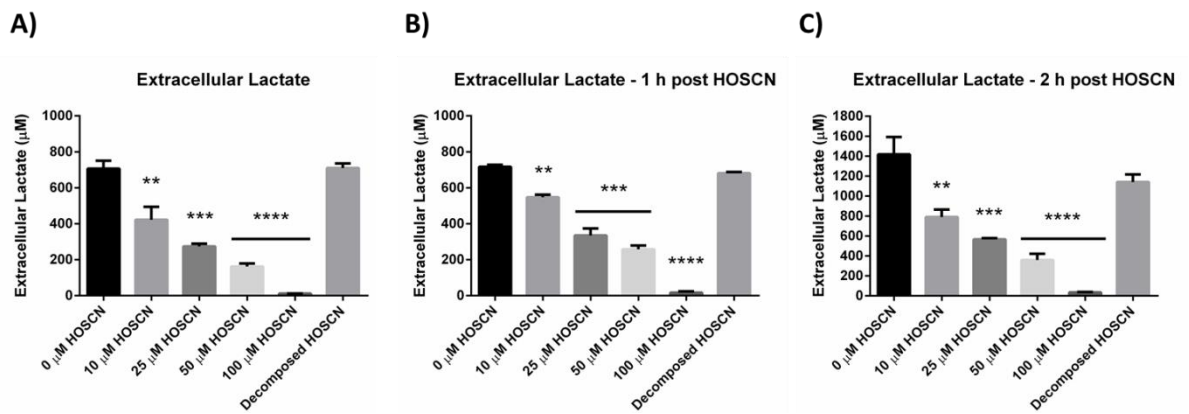 A)
Extracellular Lactate
Extracellular Lactate (µM)
1000
800
600
400
200
0
**
***
****
0 µM HOSCN
10 µM HOSCN
25 µM HOSCN
50 µM HOSCN
100 µM HOSCN
Decomposed HOSCN
B)
Extracellular Lactate - 1 h post HOSCN
Extracellular Lactate (µM)
1000
800
600
400
200
0
**
***
****
0 µM HOSCN
10 µM HOSCN
25 µM HOSCN
50 µM HOSCN
100 µM HOSCN
Decomposed HOSCN
C)
Extracellular Lactate - 2 h post HOSCN
Extracellular Lactate (µM)
1800
1600
1400
1200
1000
800
600
400
200
0
**
***
****
0 µM HOSCN
10 µM HOSCN
25 µM HOSCN
50 µM HOSCN
100 µM HOSCN
Decomposed HOSCN